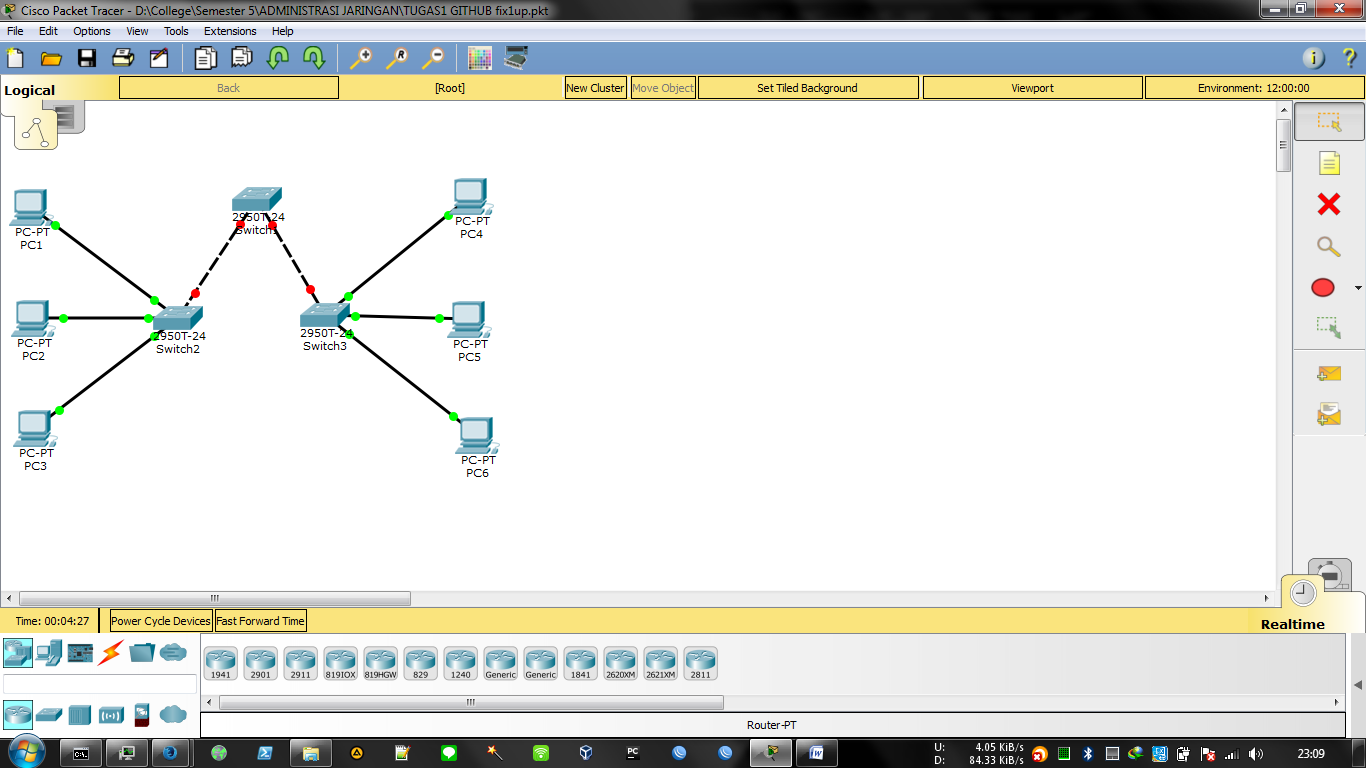 Cisco Packet Tracer - D:\College\Semester 5\ADMINISTRASI JARINGAN\TUGAS1 GITHUB fix1up.pkt
File Edit Options View Tools Extensions Help
Logical Back [Root] New Cluster Move Object Set Tiled Background Viewport Environment: 12:00:00
PC-PT
PC1
2950T-24
Switch1
PC-PT
PC4
PC-PT
PC2
2950T-24
Switch2
2950T-24
Switch3
PC-PT
PC5
PC-PT
PC3
PC-PT
PC6
Time: 00:04:27 Power Cycle Devices Fast Forward Time Realtime
1941 2901 2911 819IOX 819HGW 829 1240 Generic Generic 1841 2620XM 2621XM 2811
Router-PT
U: 4.05 KiB/s
D: 84.33 KiB/s
23:09